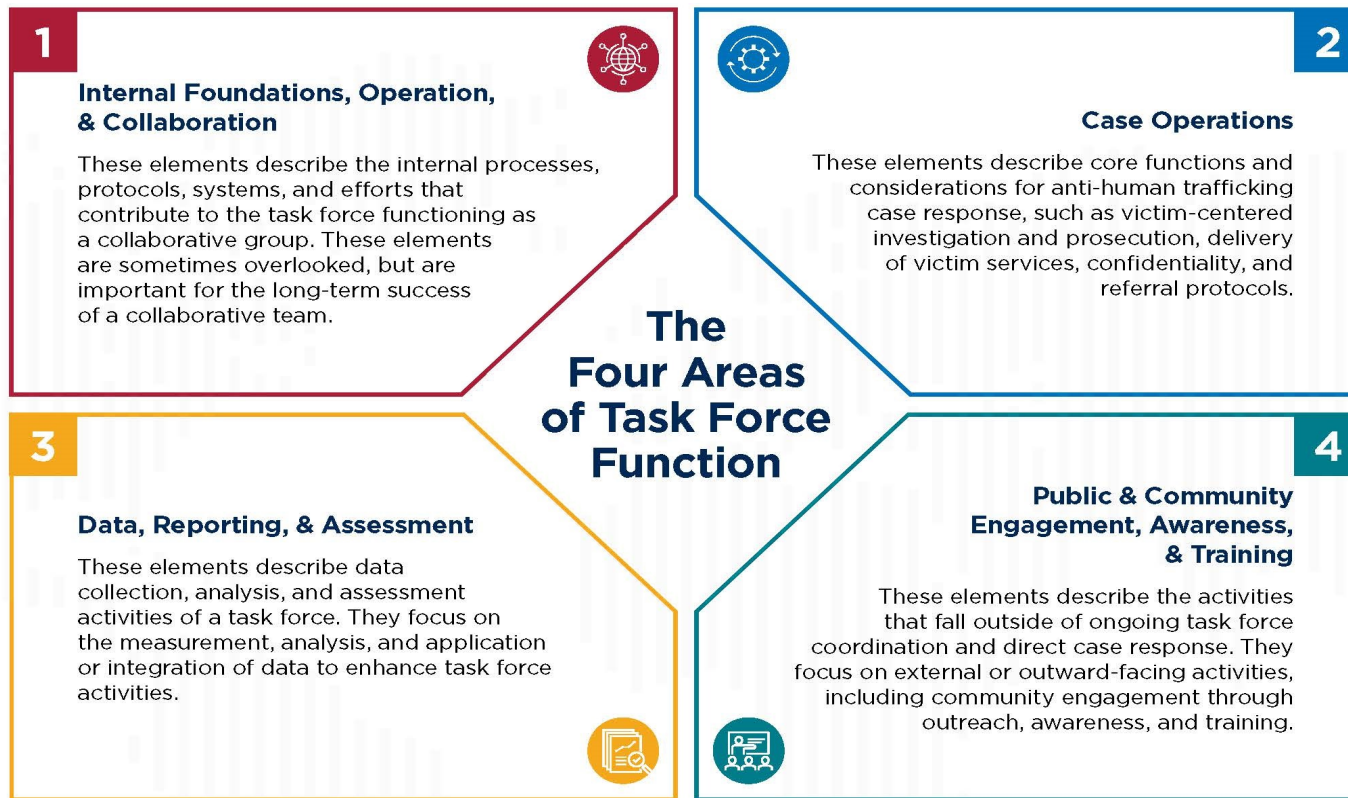 1
Internal Foundations, Operation,
& Collaboration
These elements describe the internal processes,
protocols, systems, and efforts that
contribute to the task force functioning as
a collaborative group. These elements
are sometimes overlooked, but are
important for the long-term success
of a collaborative team.
2
Case Operations
These elements describe core functions and
considerations for anti-human trafficking
case response, such as victim-centered
investigation and prosecution, delivery
of victim services, confidentiality, and
referral protocols.
The
Four Areas
of Task Force
Function
3
Data, Reporting, & Assessment
These elements describe data
collection, analysis, and assessment
activities of a task force. They focus on
the measurement, analysis, and application
or integration of data to enhance task force
activities.
4
Public & Community
Engagement, Awareness,
& Training
These elements describe the activities
that fall outside of ongoing task force
coordination and direct case response. They
focus on external or outward-facing activities,
including community engagement through
outreach, awareness, and training.